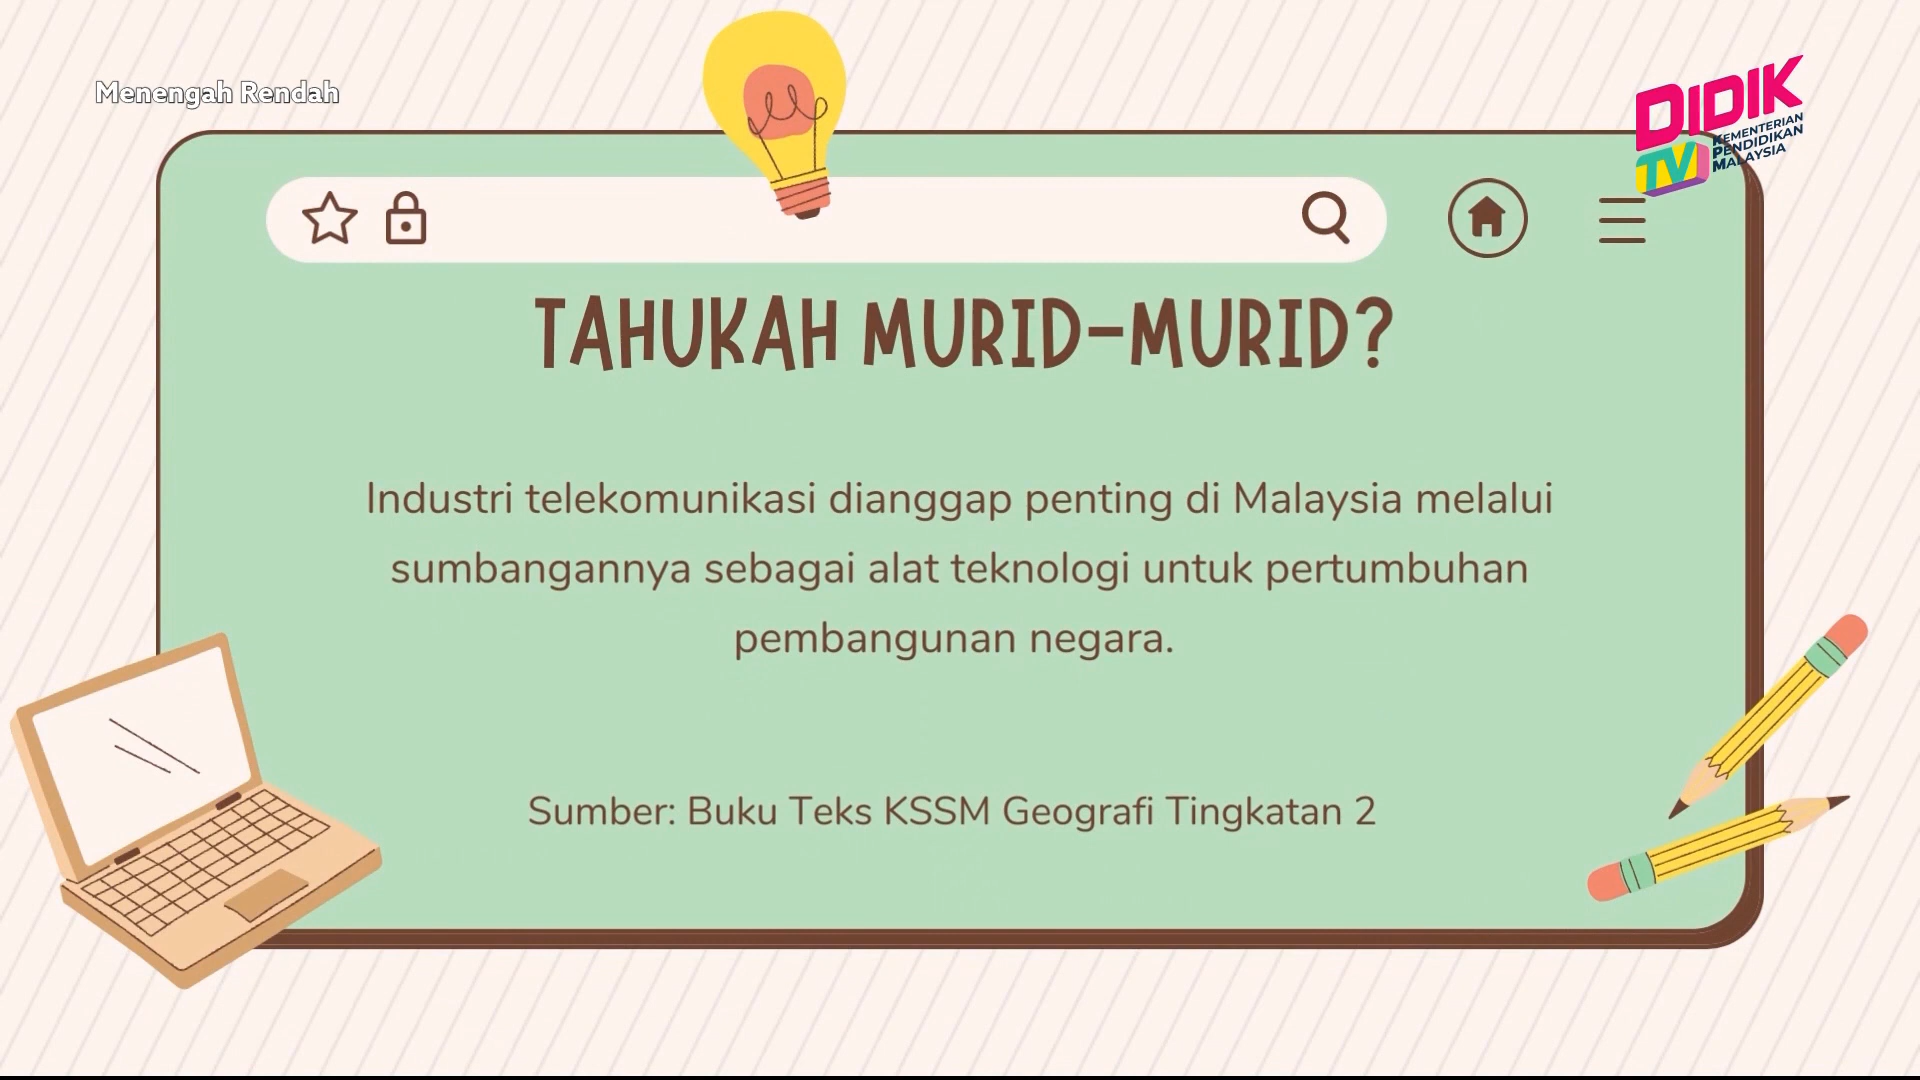 Menengah Rendah
DIDIK
TV
KEMENTERIAN
PENDIDIKAN
MALAYSIA
TAHUKAH MURID-MURID?
Industri telekomunikasi dianggap penting di Malaysia melalui
sumbangannya sebagai alat teknologi untuk pertumbuhan
pembangunan negara.
Sumber: Buku Teks KSSM Geografi Tingkatan 2